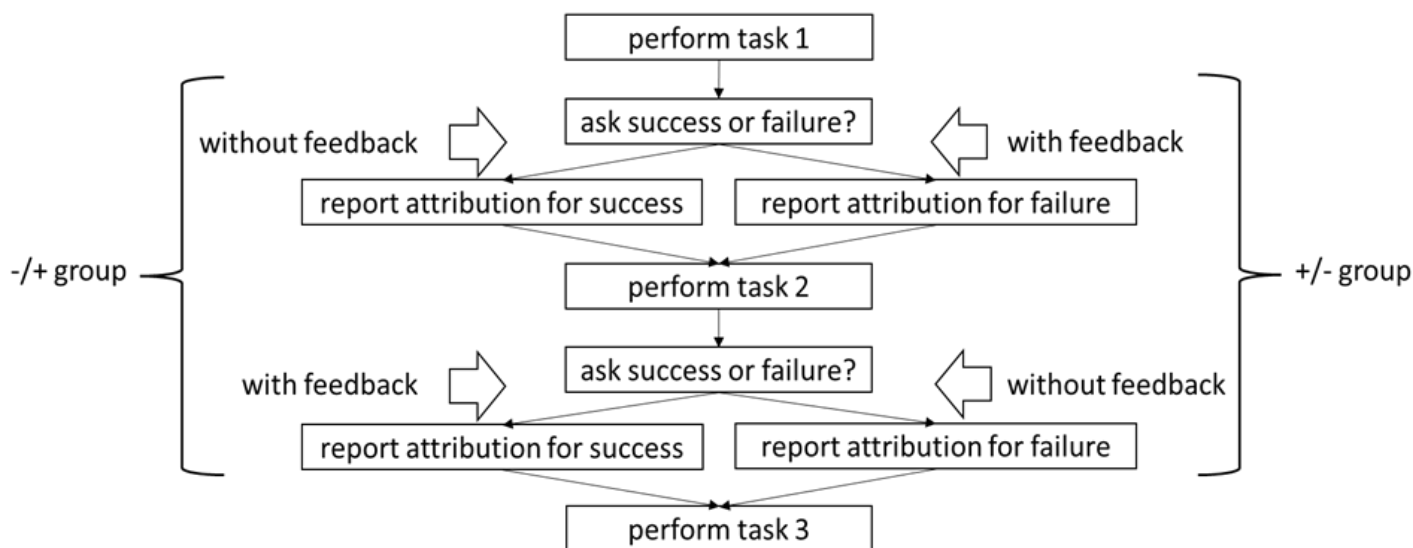 perform task 1
ask success or failure?
without feedback
with feedback
report attribution for success
report attribution for failure
-/+ group
perform task 2
+/- group
ask success or failure?
with feedback
without feedback
report attribution for success
report attribution for failure
perform task 3